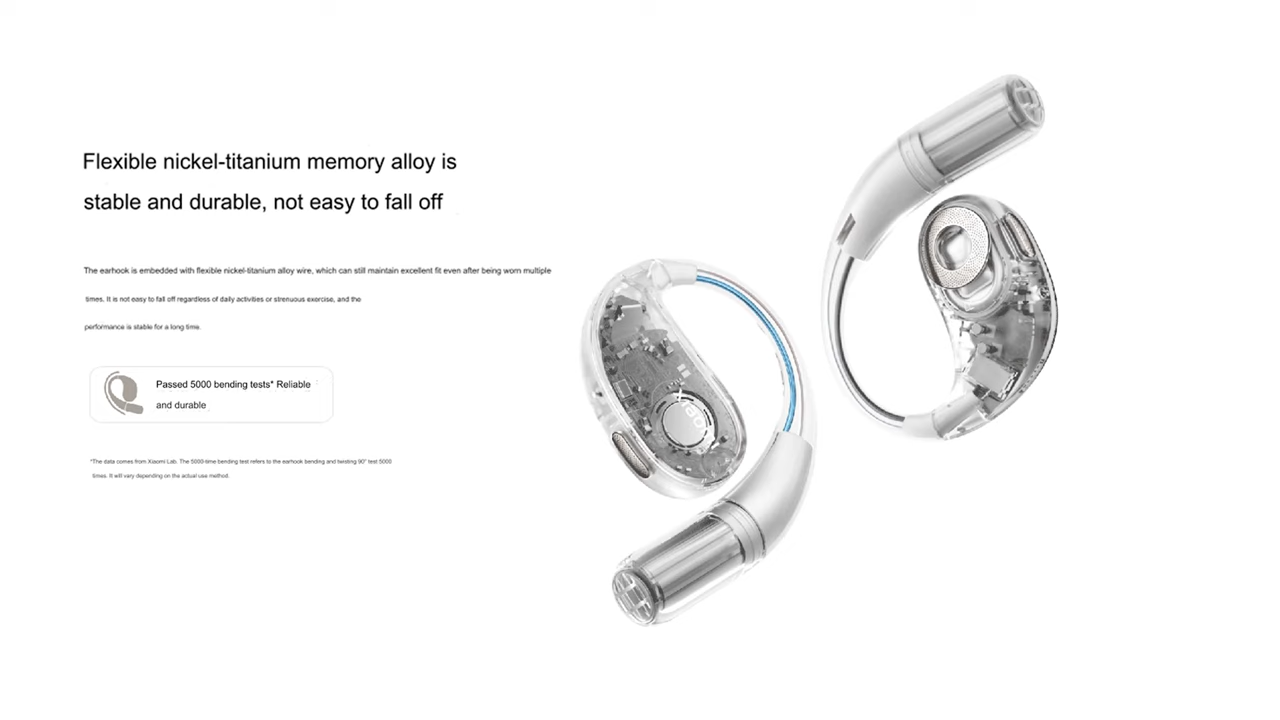 Flexible nickel-titanium memory alloy is
stable and durable, not easy to fall off
The earhook is embedded with flexible nickel-titanium alloy wire, which can still maintain excellent fit even after being worn multiple
times. It is not easy to fall off regardless of daily activities or strenuous exercise, and the
performance is stable for a long time.
Passed 5000 bending tests* Reliable
and durable
*The data comes from Xiaomi Lab. The 5000-time bending test refers to the earhook bending and twisting 90° test 5000
times. It will vary depending on the actual use method.